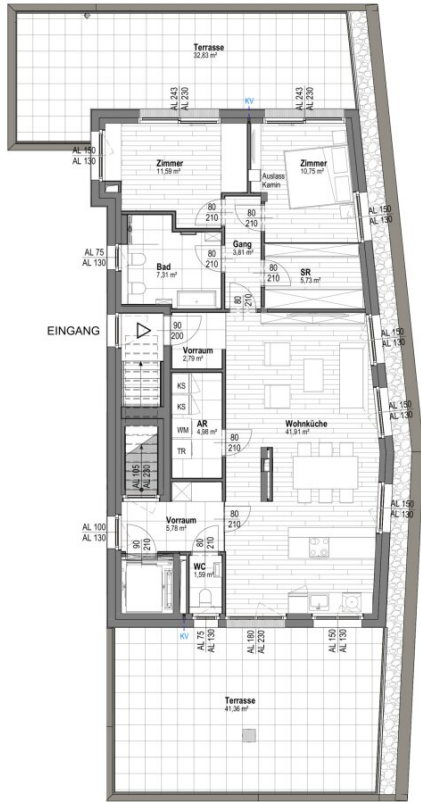 Terrasse
32,83 m²
AL 243
AL 230
KV
AL 243
AL 230
AL 150
AL 130
Zimmer
11,59 m²
Zimmer
10,75 m²
Auslass
Kamin
80
210
80
210
AL 150
AL 130
Gang
3,81 m²
AL 75
AL 130
Bad
7,31 m²
80
210
80
210
SR
5,73 m²
80
210
EINGANG
90
200
Vorraum
2,79 m²
AL 150
AL 130
KS
KS
AR
4,98 m²
WM
TR
80
210
Wohnküche
41,91 m²
AL 150
AL 130
AL 105
AL 230
AL 150
AL 130
AL 100
AL 130
Vorraum
5,78 m²
90
210
80
210
80
210
WC
1,59 m²
KV
AL 75
AL 130
AL 180
AL 230
AL 150
AL 130
Terrasse
41,36 m²